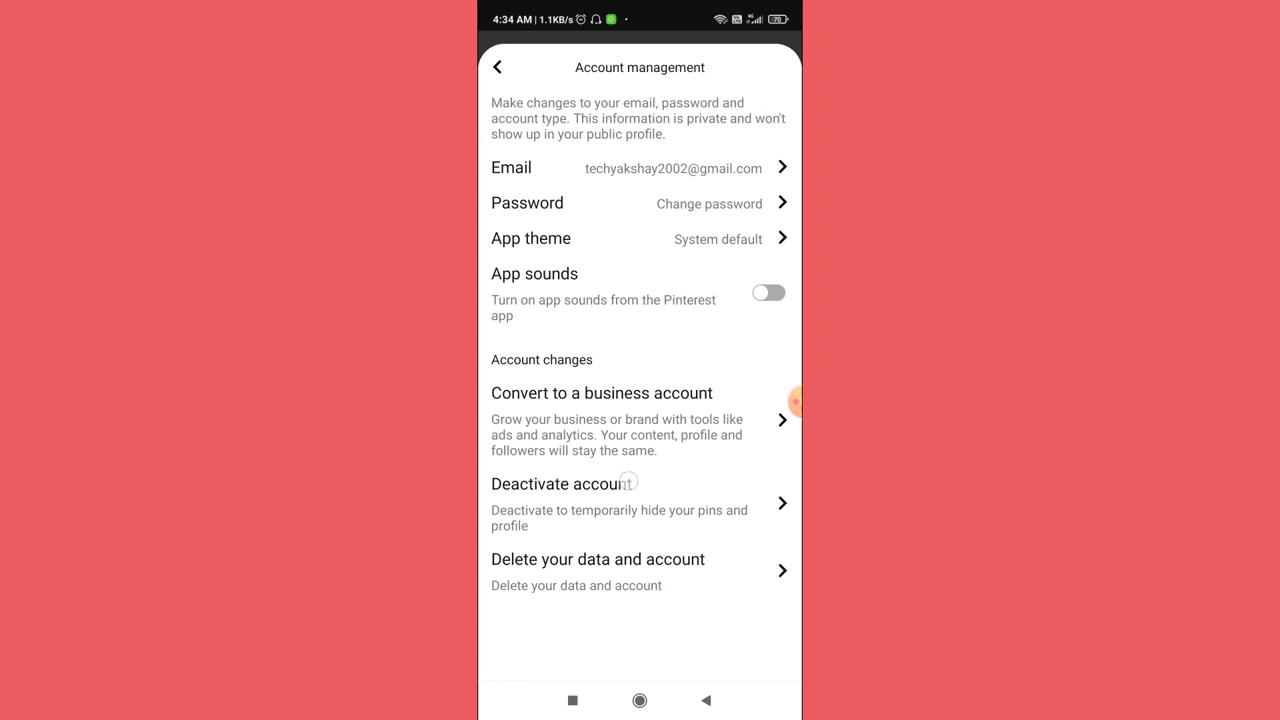 4:34 AM | 1.1KB/s
70
Account management
Make changes to your email, password and
account type. This information is private and won't
show up in your public profile.
Email techyakshay2002@gmail.com
Password Change password
App theme System default
App sounds
Turn on app sounds from the Pinterest
app
Account changes
Convert to a business account
Grow your business or brand with tools like
ads and analytics. Your content, profile and
followers will stay the same.
Deactivate account
Deactivate to temporarily hide your pins and
profile
Delete your data and account
Delete your data and account